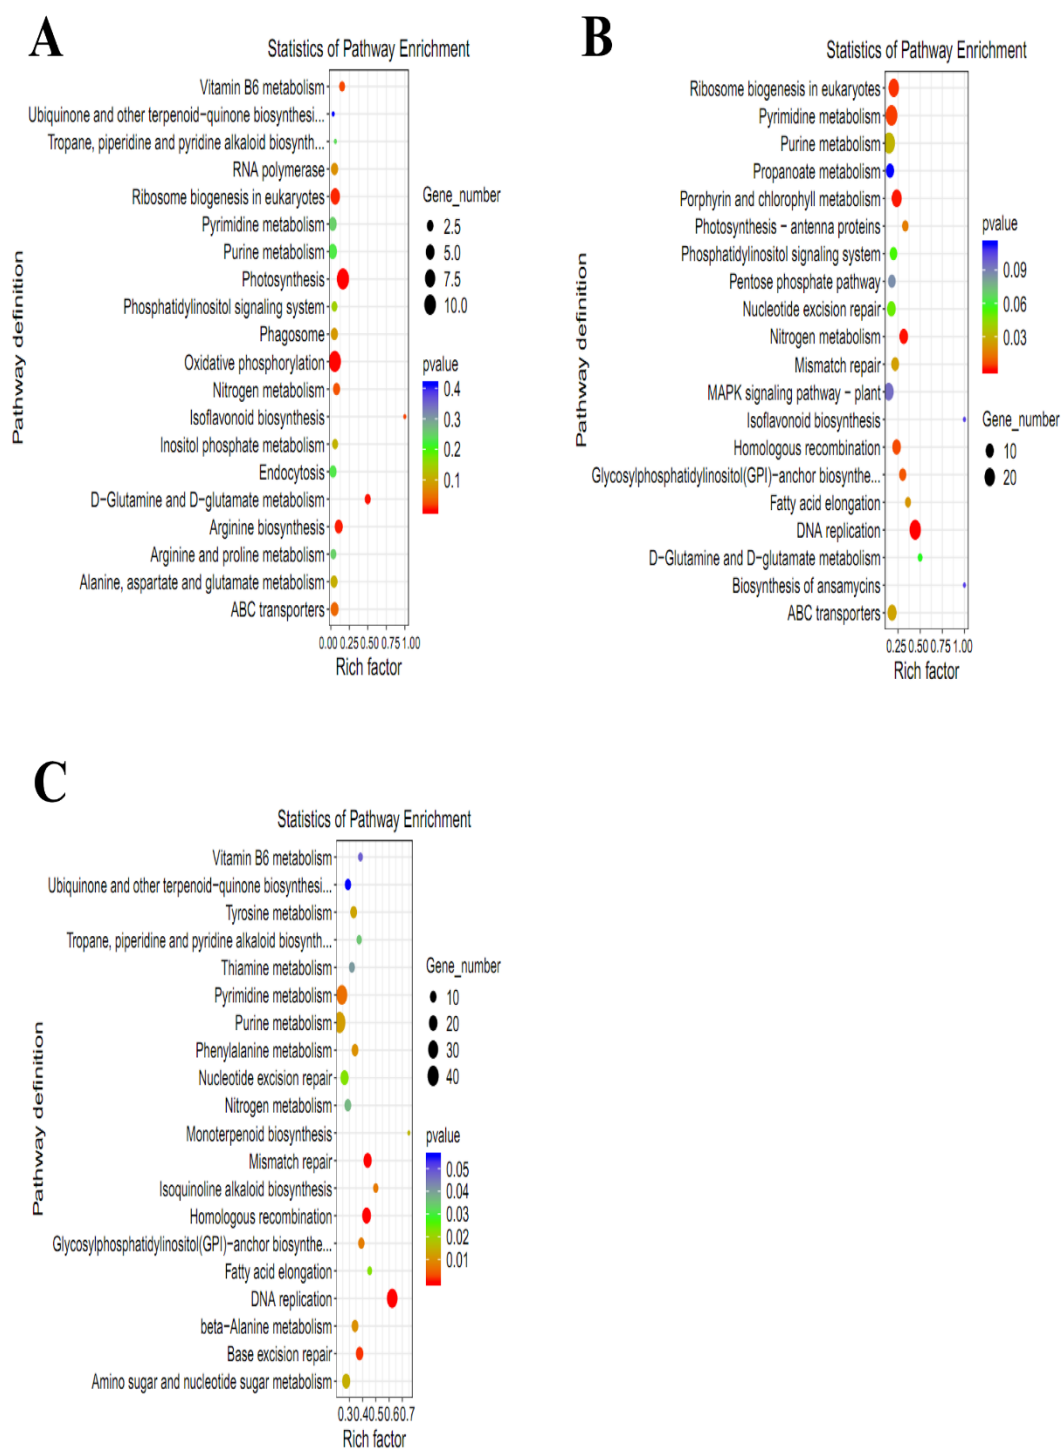 A
Statistics of Pathway Enrichment
Pathway definition
Vitamin B6 metabolism
Ubiquinone and other terpenoid-quinone biosynthesi...
Tropane, piperidine and pyridine alkaloid biosynth...
RNA polymerase
Ribosome biogenesis in eukaryotes
Pyrimidine metabolism
Purine metabolism
Photosynthesis
Phosphatidylinositol signaling system
Phagosome
Oxidative phosphorylation
Nitrogen metabolism
Isoflavonoid biosynthesis
Inositol phosphate metabolism
Endocytosis
D-Glutamine and D-glutamate metabolism
Arginine biosynthesis
Arginine and proline metabolism
Alanine, aspartate and glutamate metabolism
ABC transporters
0.00 0.25 0.50 0.75 1.00
Rich factor
Gene_number
2.5
5.0
7.5
10.0
pvalue
0.4
0.3
0.2
0.1
B
Statistics of Pathway Enrichment
Pathway definition
Ribosome biogenesis in eukaryotes
Pyrimidine metabolism
Purine metabolism
Propanoate metabolism
Porphyrin and chlorophyll metabolism
Photosynthesis - antenna proteins
Phosphatidylinositol signaling system
Pentose phosphate pathway
Nucleotide excision repair
Nitrogen metabolism
Mismatch repair
MAPK signaling pathway - plant
Isoflavonoid biosynthesis
Homologous recombination
Glycosylphosphatidylinositol(GPI)-anchor biosynthe...
Fatty acid elongation
DNA replication
D-Glutamine and D-glutamate metabolism
Biosynthesis of ansamycins
ABC transporters
0.25 0.50 0.75 1.00
Rich factor
pvalue
0.09
0.06
0.03
Gene_number
10
20
C
Statistics of Pathway Enrichment
Pathway definition
Vitamin B6 metabolism
Ubiquinone and other terpenoid-quinone biosynthesi...
Tyrosine metabolism
Tropane, piperidine and pyridine alkaloid biosynth...
Thiamine metabolism
Pyrimidine metabolism
Purine metabolism
Phenylalanine metabolism
Nucleotide excision repair
Nitrogen metabolism
Monoterpenoid biosynthesis
Mismatch repair
Isoquinoline alkaloid biosynthesis
Homologous recombination
Glycosylphosphatidylinositol(GPI)-anchor biosynthe...
Fatty acid elongation
DNA replication
beta-Alanine metabolism
Base excision repair
Amino sugar and nucleotide sugar metabolism
0.3 0.4 0.5 0.6 0.7
Rich factor
Gene_number
10
20
30
40
pvalue
0.05
0.04
0.03
0.02
0.01